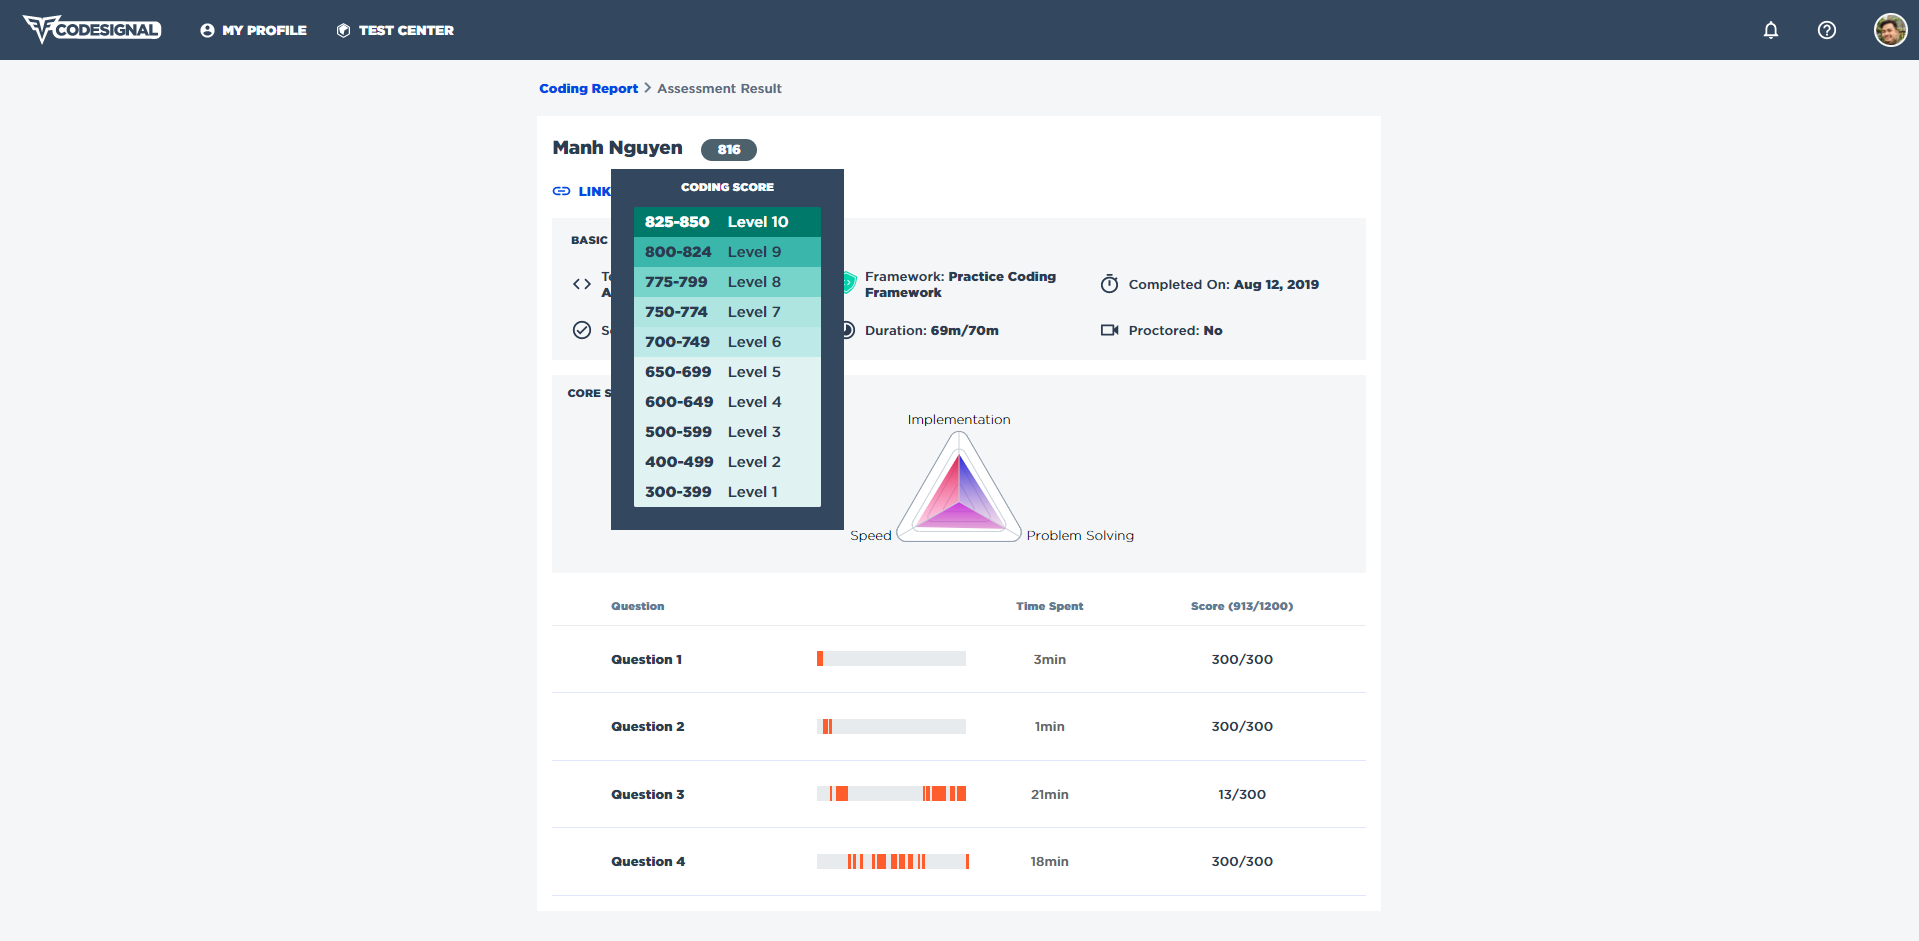 CODESIGNAL
MY PROFILE
TEST CENTER
Coding Report > Assessment Result
Manh Nguyen 816
LINK
CODING SCORE
825-850 Level 10
800-824 Level 9
775-799 Level 8
750-774 Level 7
700-749 Level 6
650-699 Level 5
600-649 Level 4
500-599 Level 3
400-499 Level 2
300-399 Level 1
BASIC
Framework: Practice Coding
Framework
Completed On: Aug 12, 2019
Duration: 69m/70m
Proctored: No
CORE S
Implementation
Speed
Problem Solving
Question Time Spent Score (913/1200)
Question 1 3min 300/300
Question 2 1min 300/300
Question 3 21min 13/300
Question 4 18min 300/300